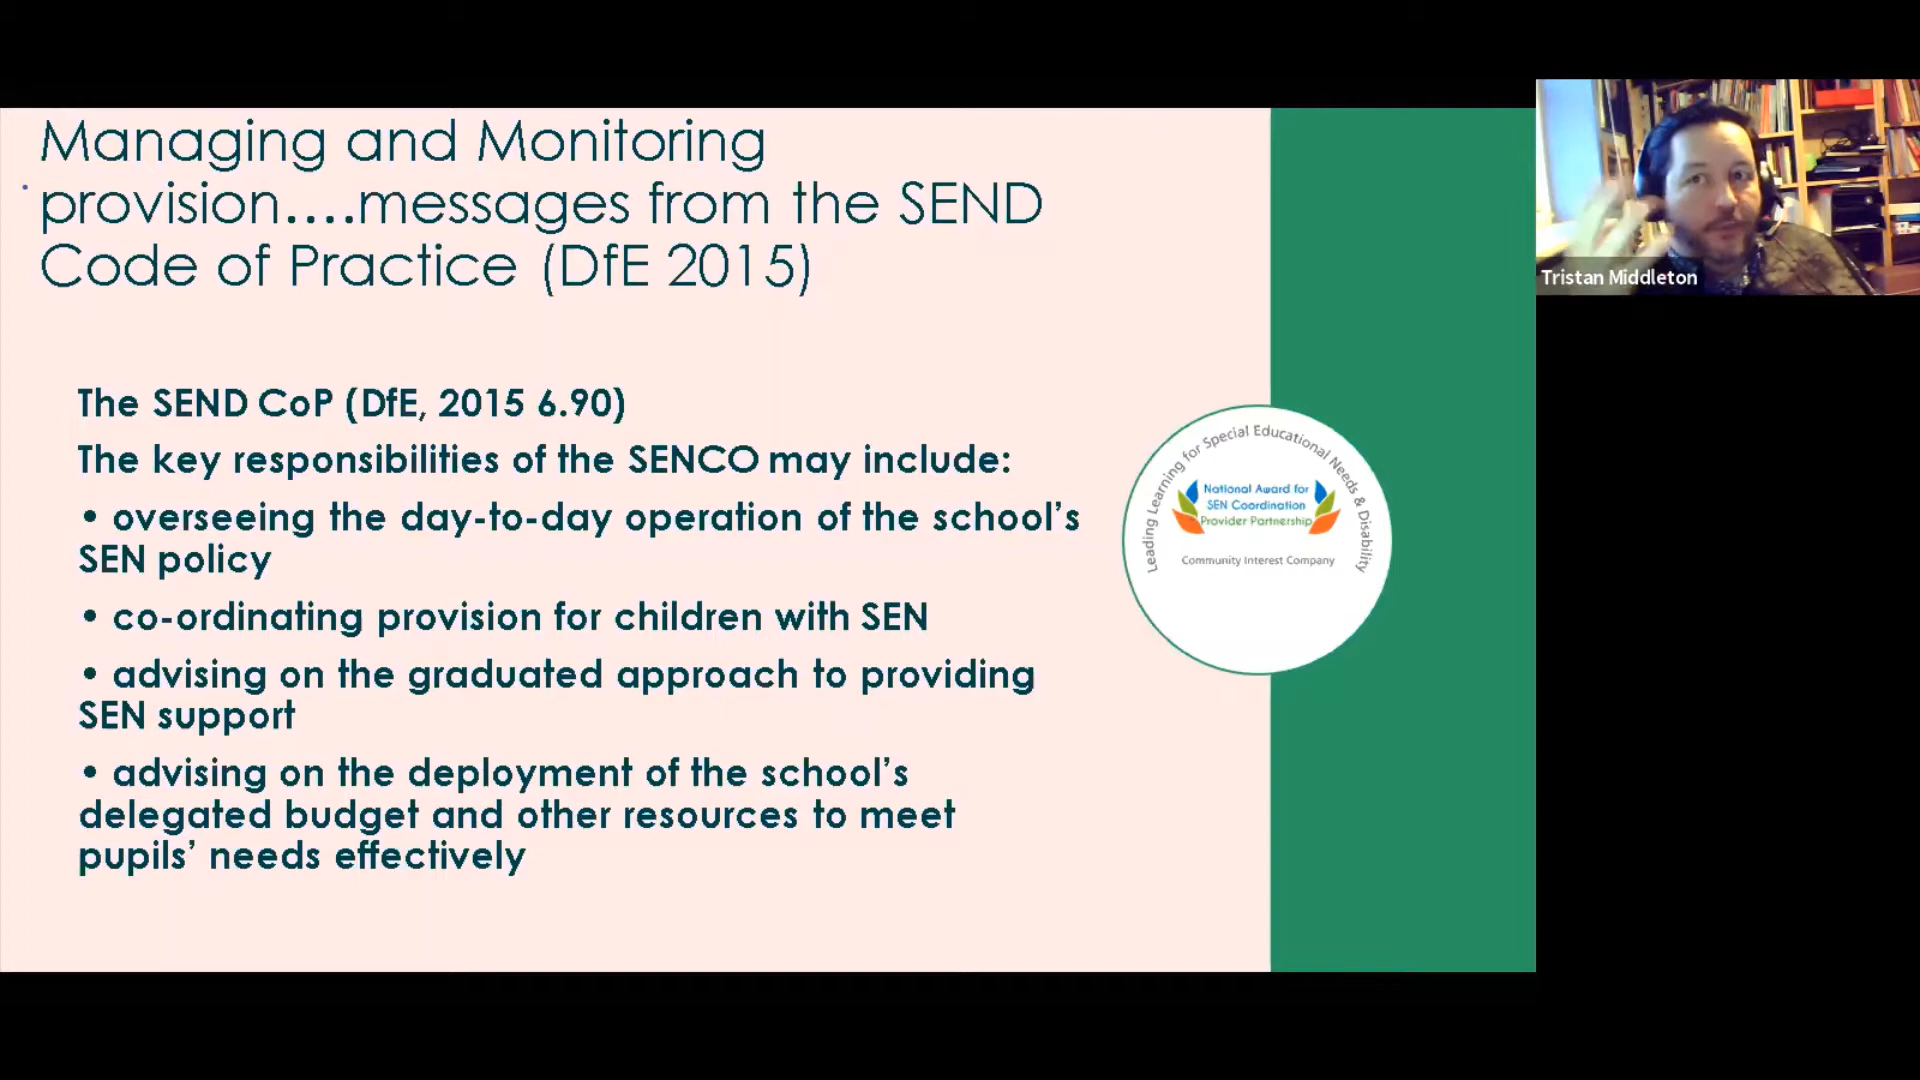 Managing and Monitoring
provision....messages from the SEND
Code of Practice (DfE 2015)
The SEND CoP (DfE, 2015 6.90)
The key responsibilities of the SENCO may include:
• overseeing the day-to-day operation of the school’s
SEN policy
• co-ordinating provision for children with SEN
• advising on the graduated approach to providing
SEN support
• advising on the deployment of the school’s
delegated budget and other resources to meet
pupils’ needs effectively
Leading Learning for Special Educational Needs & Disability
National Award for
SEN Coordination
Provider Partnership
Community Interest Company
Tristan Middleton